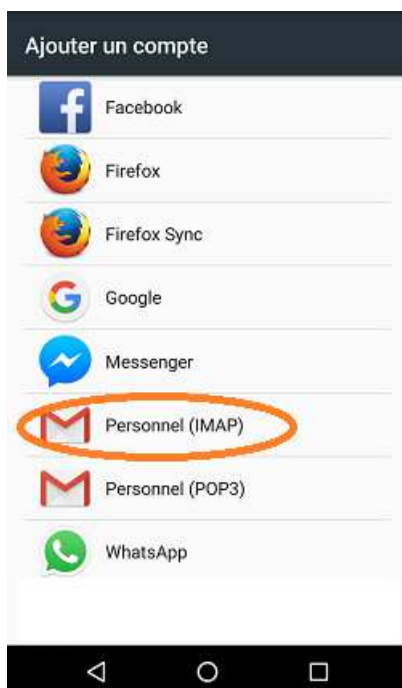 Ajouter un compte
Facebook
Firefox
Firefox Sync
Google
Messenger
Personnel (IMAP)
Personnel (POP3)
WhatsApp